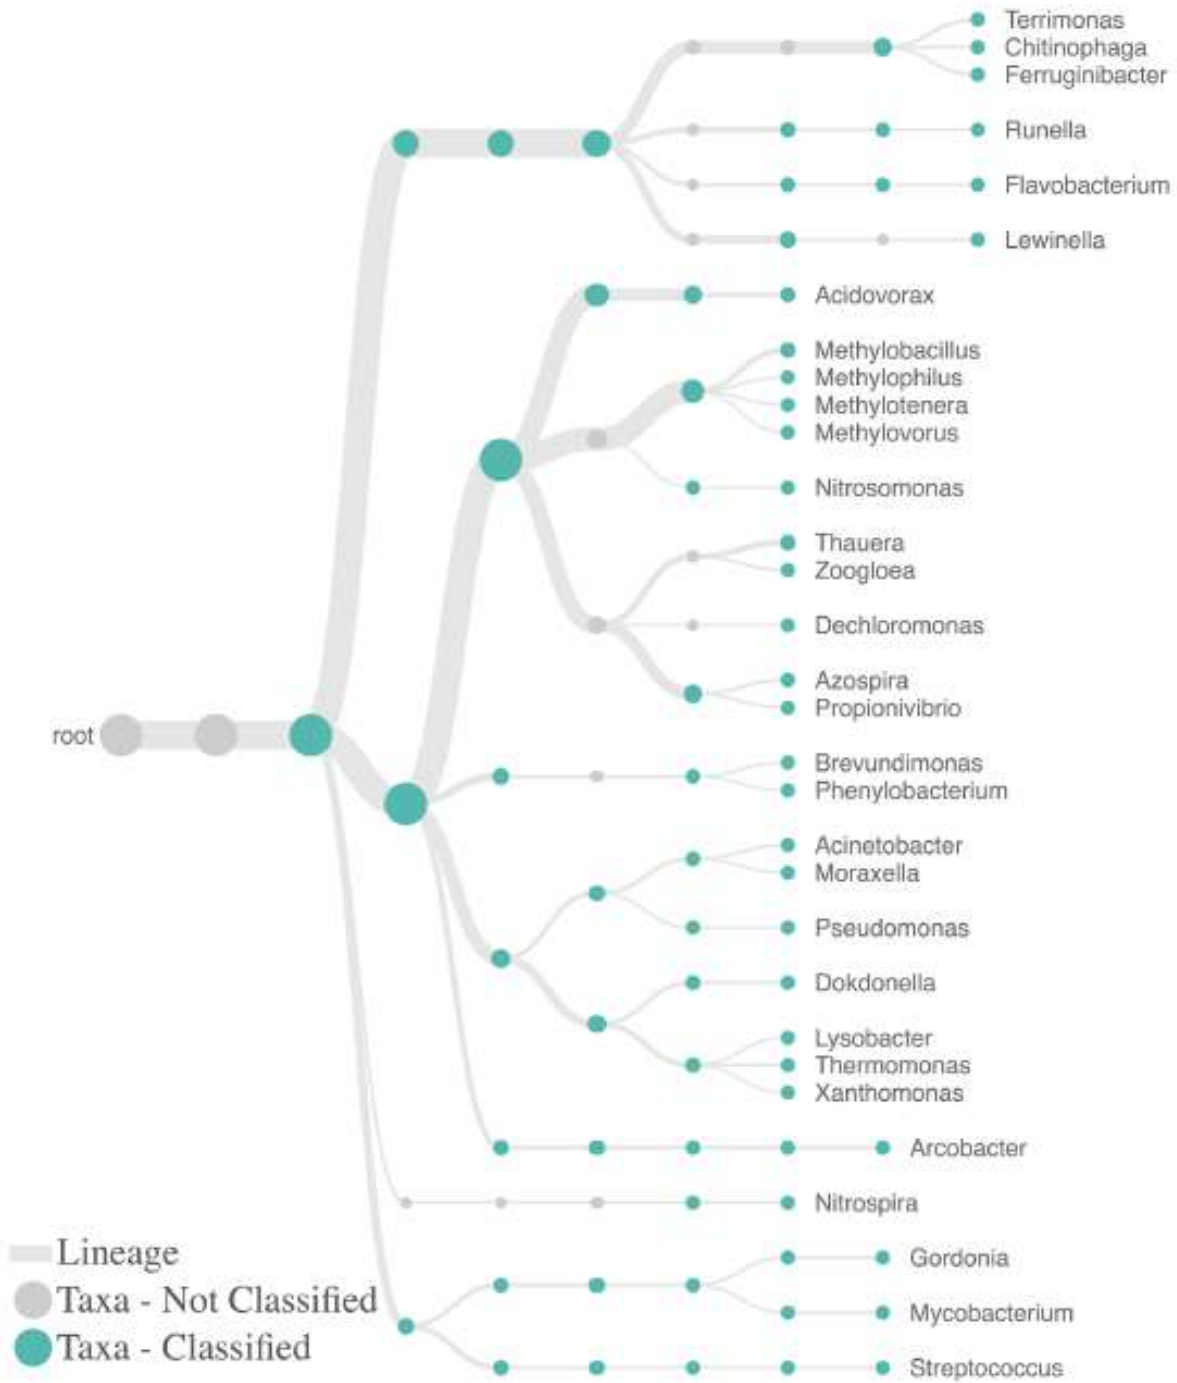 Terrimonas
Chitinophaga
Ferruginibacter
Runella
Flavobacterium
Lewinella
Acidovorax
Methylobacillus
Methylophilus
Methylotenera
Methylovorus
Nitrosomonas
Thauera
Zoogloea
Dechloromonas
Azospira
Propionivibrio
root
Brevundimonas
Phenylobacterium
Acinetobacter
Moraxella
Pseudomonas
Dokdonella
Lysobacter
Thermomonas
Xanthomonas
Arcobacter
Nitrospira
Gordonia
Mycobacterium
Streptococcus
Lineage
Taxa - Not Classified
Taxa - Classified